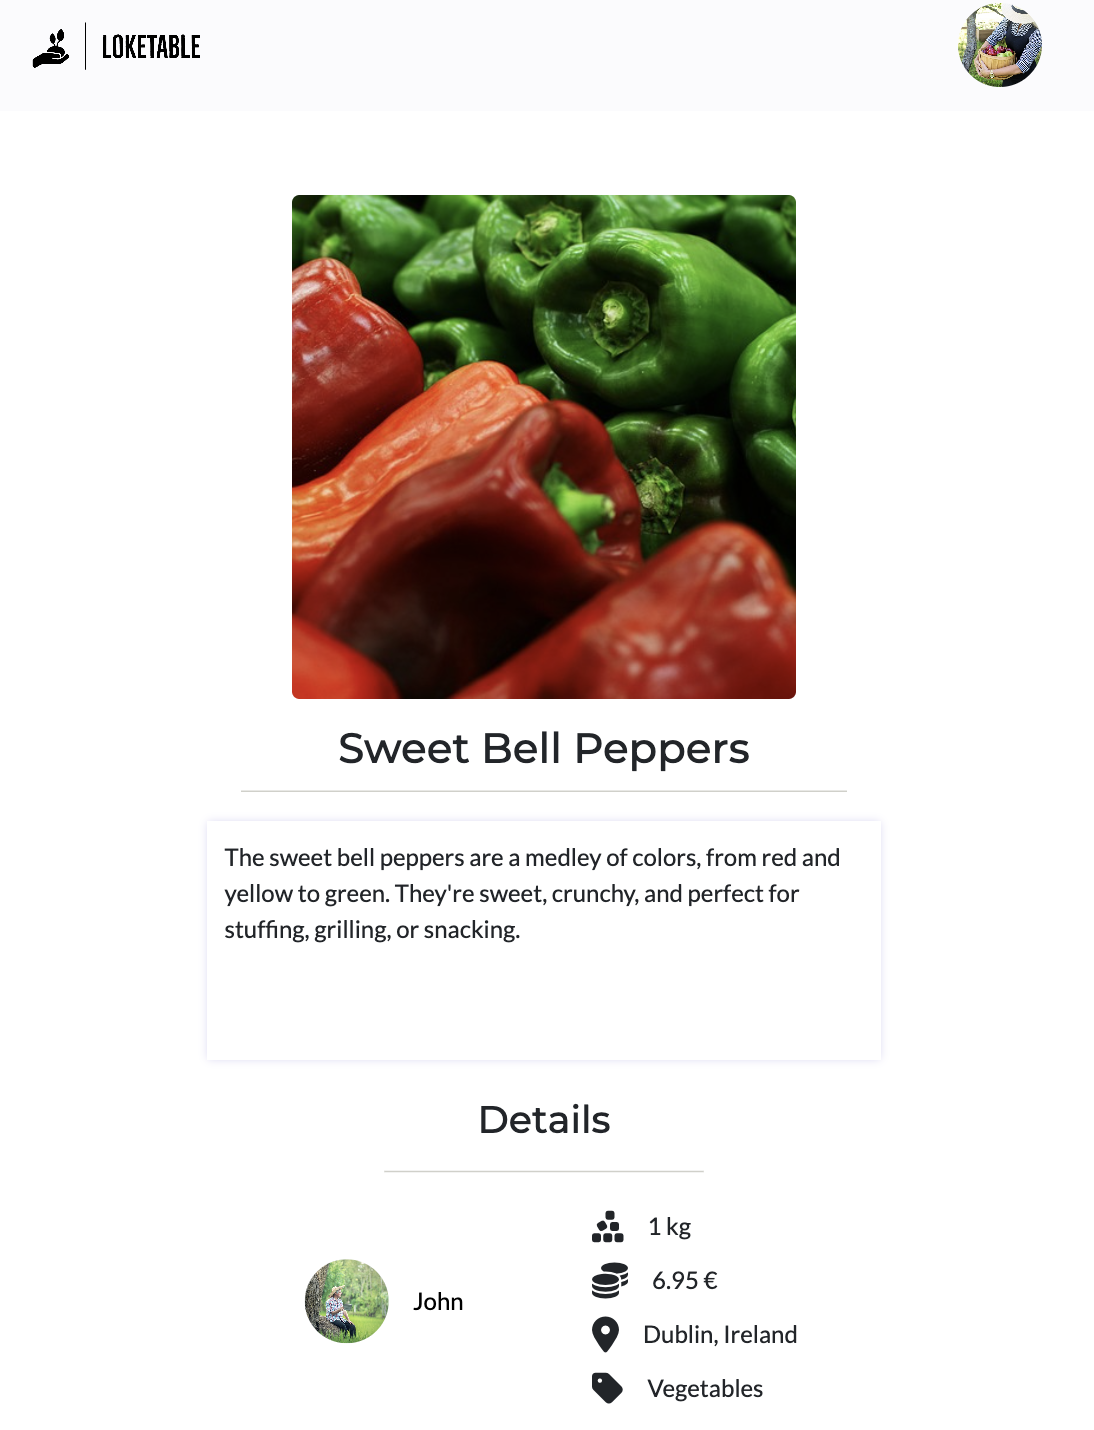 LOKETABLE
Sweet Bell Peppers
The sweet bell peppers are a medley of colors, from red and
yellow to green. They're sweet, crunchy, and perfect for
stuffing, grilling, or snacking.
Details
1 kg
6.95 €
John
Dublin, Ireland
Vegetables